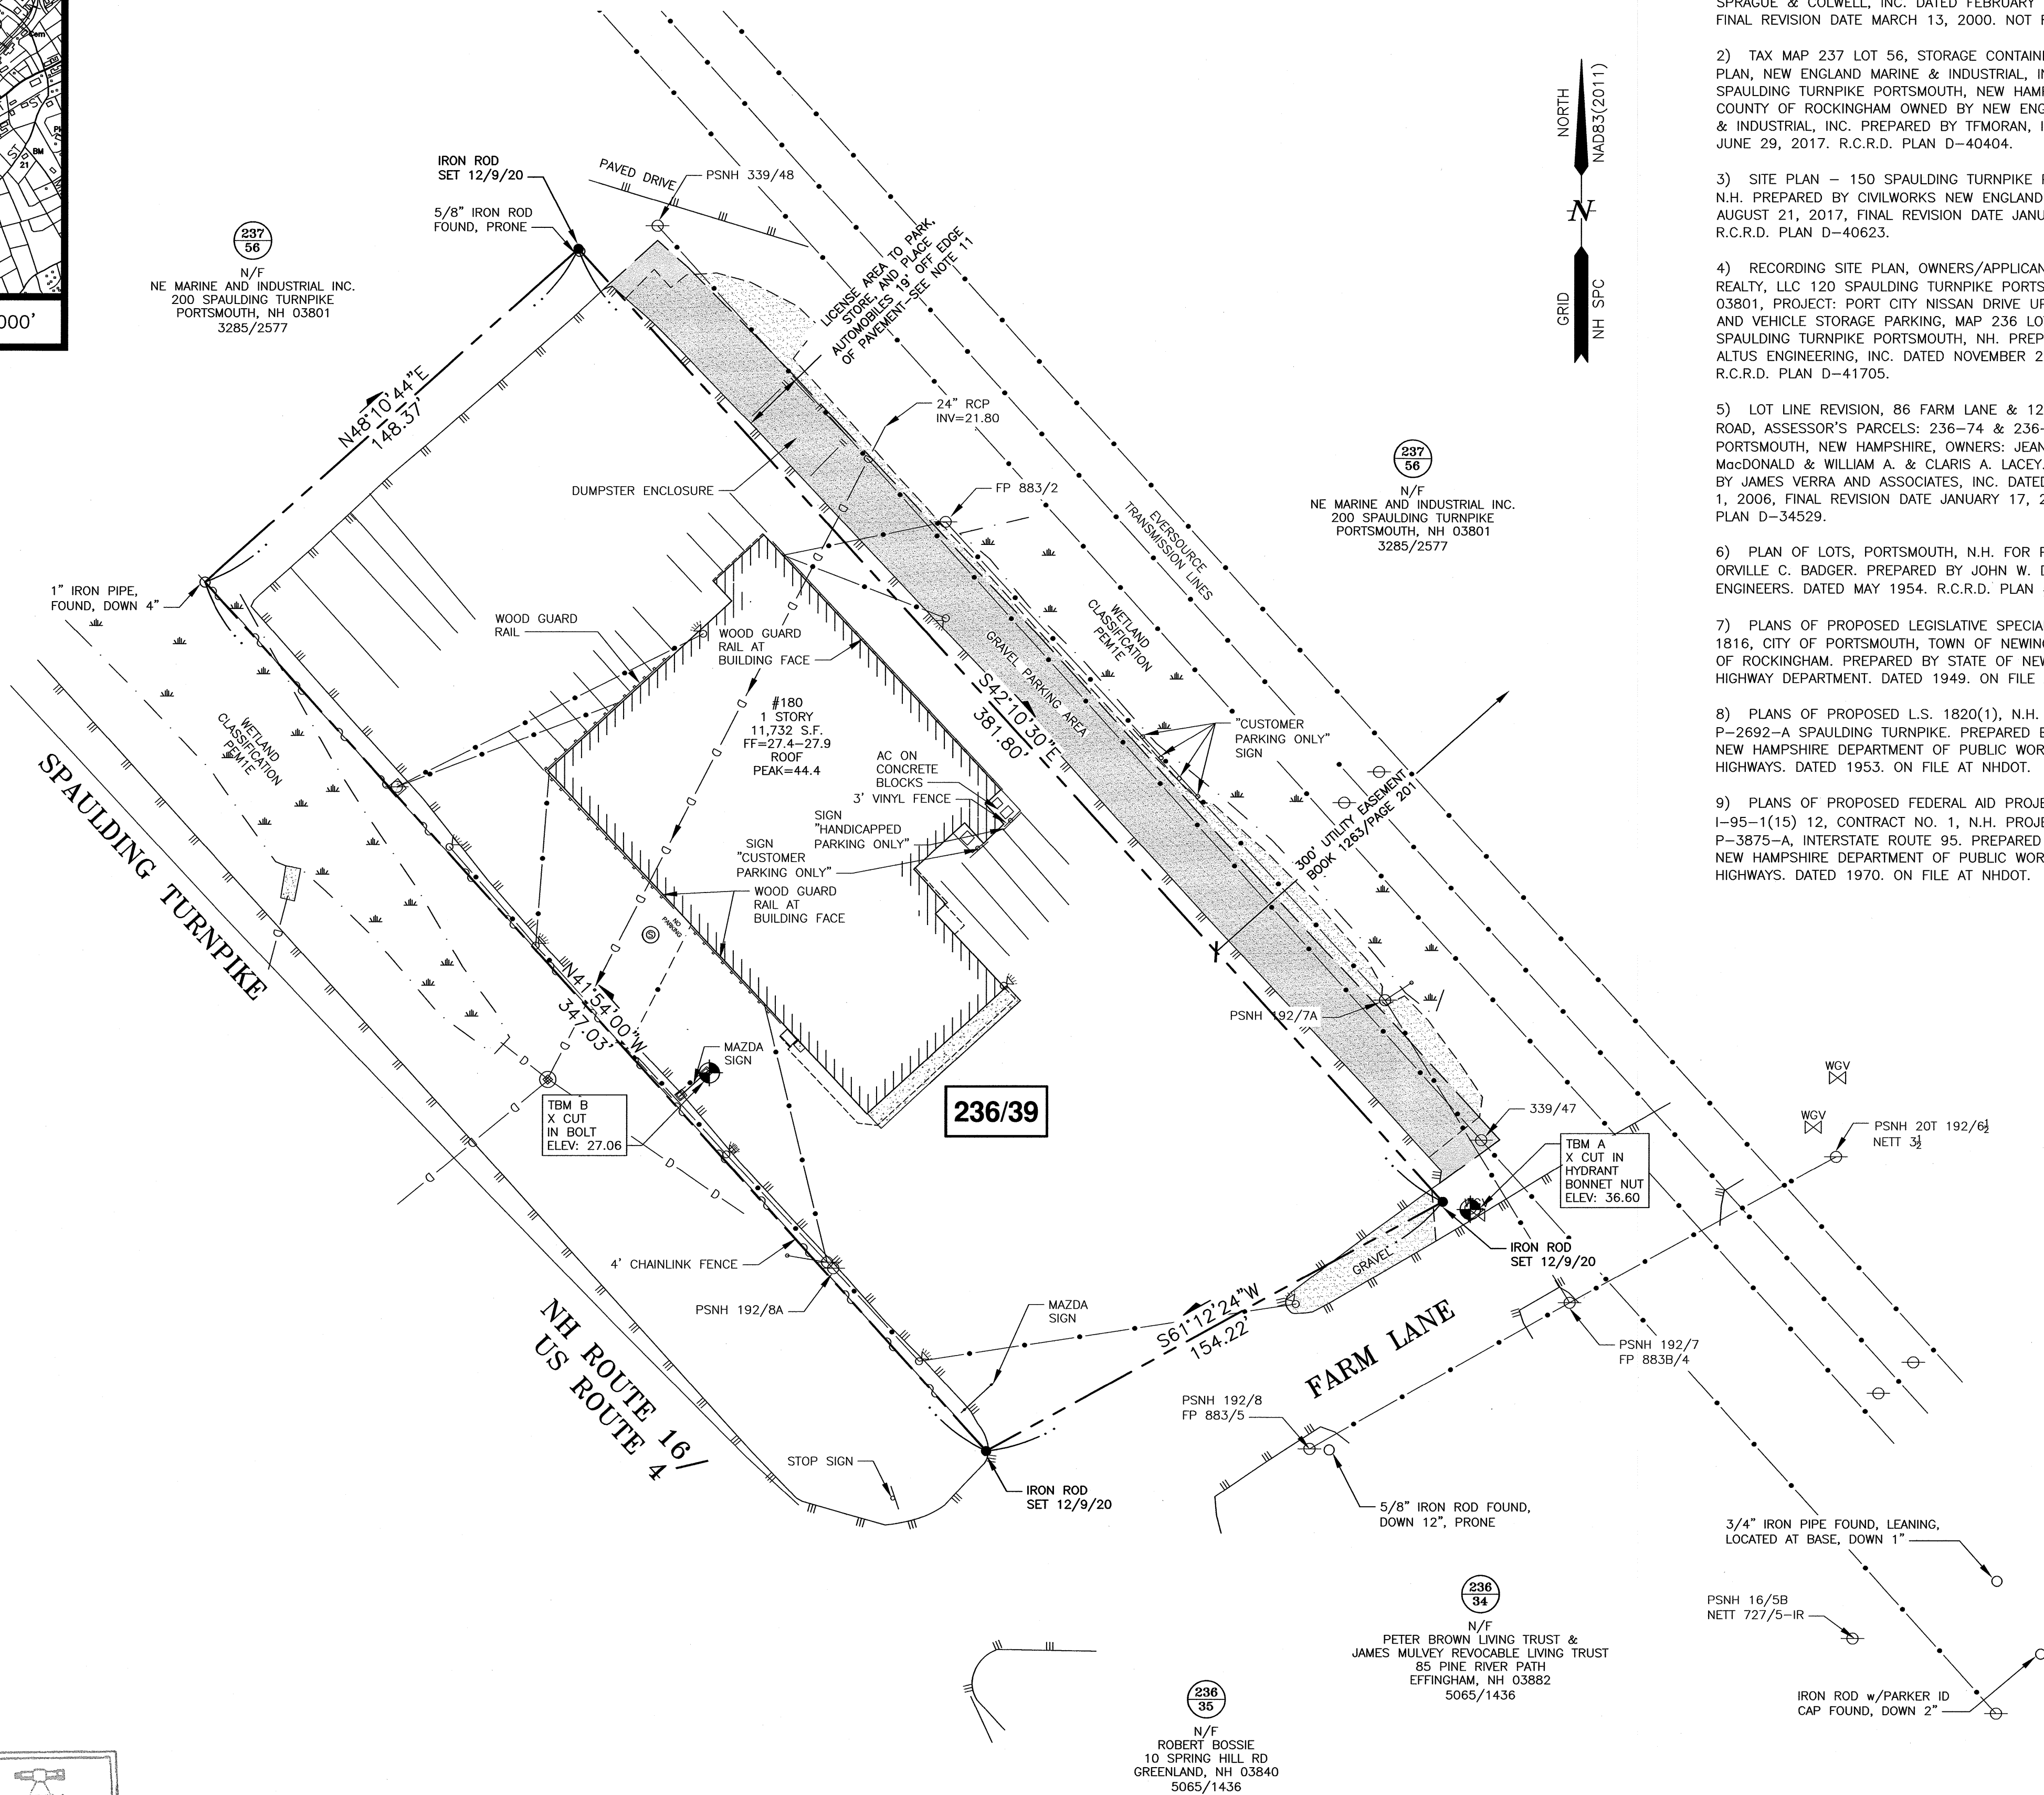 Cem
ST
ST
BM
21
000'
237
56
N/F
NE MARINE AND INDUSTRIAL INC.
200 SPAULDING TURNPIKE
PORTSMOUTH, NH 03801
3285/2577
IRON ROD
SET 12/9/20
5/8" IRON ROD
FOUND, PRONE
PAVED DRIVE
PSNH 339/48
LICENSE AREA TO PARK,
STORE, AND PLACE
AUTOMOBILES 19' OFF EDGE
OF PAVEMENT-SEE NOTE 11
NORTH
NAD83(2011)
N
GRID
NH SPC
N48°10'44"E
148.37'
24" RCP
INV=21.80
DUMPSTER ENCLOSURE
FP 883/2
EVERSOURCE
TRANSMISSION LINES
237
56
N/F
NE MARINE AND INDUSTRIAL INC.
200 SPAULDING TURNPIKE
PORTSMOUTH, NH 03801
3285/2577
1" IRON PIPE,
FOUND, DOWN 4"
WOOD GUARD
RAIL
WOOD GUARD
RAIL AT
BUILDING FACE
WETLAND
CLASSIFICATION
PEM1E
GRAVEL PARKING AREA
S42°10'30"E
381.80'
#180
1 STORY
11,732 S.F.
FF=27.4-27.9
ROOF
PEAK=44.4
"CUSTOMER
PARKING ONLY"
SIGN
AC ON
CONCRETE
BLOCKS
3' VINYL FENCE
SIGN
"HANDICAPPED
PARKING ONLY"
SIGN
"CUSTOMER
PARKING ONLY"
WOOD GUARD
RAIL AT
BUILDING FACE
NO
PARKING
S
300' UTILITY EASEMENT
BOOK 1263/PAGE 201
WETLAND
CLASSIFICATION
PEM1E
SPAULDING TURNPIKE
N41°54'00"W
347.03'
PSNH 192/7A
MAZDA
SIGN
TBM B
X CUT
IN BOLT
ELEV: 27.06
236/39
339/47
TBM A
X CUT IN
HYDRANT
BONNET NUT
ELEV: 36.60
WGV
WGV
WGV
PSNH 20T 192/6½
NETT 3½
4' CHAINLINK FENCE
PSNH 192/8A
IRON ROD
SET 12/9/20
GRAVEL
S61°12'24"W
154.22'
MAZDA
SIGN
FARM LANE
PSNH 192/7
FP 883B/4
NH ROUTE 16/
US ROUTE 4
PSNH 192/8
FP 883/5
STOP SIGN
IRON ROD
SET 12/9/20
5/8" IRON ROD FOUND,
DOWN 12", PRONE
3/4" IRON PIPE FOUND, LEANING,
LOCATED AT BASE, DOWN 1"
236
34
N/F
PETER BROWN LIVING TRUST &
JAMES MULVEY REVOCABLE LIVING TRUST
85 PINE RIVER PATH
EFFINGHAM, NH 03882
5065/1436
PSNH 16/5B
NETT 727/5-IR
IRON ROD w/PARKER ID
CAP FOUND, DOWN 2"
236
35
N/F
ROBERT BOSSIE
10 SPRING HILL RD
GREENLAND, NH 03840
5065/1436
SPRAGUE & COLWELL, INC. DATED FEBRUARY
FINAL REVISION DATE MARCH 13, 2000. NOT
2) TAX MAP 237 LOT 56, STORAGE
PLAN, NEW ENGLAND MARINE & INDUSTRIAL,
SPAULDING TURNPIKE PORTSMOUTH, NEW
COUNTY OF ROCKINGHAM OWNED BY NEW
& INDUSTRIAL, INC. PREPARED BY TFMORAN,
JUNE 29, 2017. R.C.R.D. PLAN D-40404.
3) SITE PLAN - 150 SPAULDING TURNPIKE
N.H. PREPARED BY CIVILWORKS NEW ENGLAND
AUGUST 21, 2017, FINAL REVISION DATE
R.C.R.D. PLAN D-40623.
4) RECORDING SITE PLAN,
REALTY, LLC 120 SPAULDING TURNPIKE
03801, PROJECT: PORT CITY NISSAN DRIVE
AND VEHICLE STORAGE PARKING, MAP 236
SPAULDING TURNPIKE PORTSMOUTH, NH.
ALTUS ENGINEERING, INC. DATED NOVEMBER
R.C.R.D. PLAN D-41705.
5) LOT LINE REVISION, 86 FARM LANE & 12
ROAD, ASSESSOR'S PARCELS: 236-74 & 236-
PORTSMOUTH, NEW HAMPSHIRE, OWNERS: JEAN
MacDONALD & WILLIAM A. & CLARIS A. LACEY.
BY JAMES VERRA AND ASSOCIATES, INC. DATED
1, 2006, FINAL REVISION DATE JANUARY 17, 2
PLAN D-34529.
6) PLAN OF LOTS, PORTSMOUTH, N.H. FOR
ORVILLE C. BADGER. PREPARED BY JOHN W.
ENGINEERS. DATED MAY 1954. R.C.R.D. PLAN
7) PLANS OF PROPOSED LEGISLATIVE
1816, CITY OF PORTSMOUTH, TOWN OF
OF ROCKINGHAM. PREPARED BY STATE OF NEW
HIGHWAY DEPARTMENT. DATED 1949. ON FILE
8) PLANS OF PROPOSED L.S. 1820(1), N.H.
P-2692-A SPAULDING TURNPIKE. PREPARED
NEW HAMPSHIRE DEPARTMENT OF PUBLIC
HIGHWAYS. DATED 1953. ON FILE AT NHDOT.
9) PLANS OF PROPOSED FEDERAL AID
I-95-1(15) 12, CONTRACT NO. 1, N.H.
P-3875-A, INTERSTATE ROUTE 95. PREPARED
NEW HAMPSHIRE DEPARTMENT OF PUBLIC
HIGHWAYS. DATED 1970. ON FILE AT NHDOT.